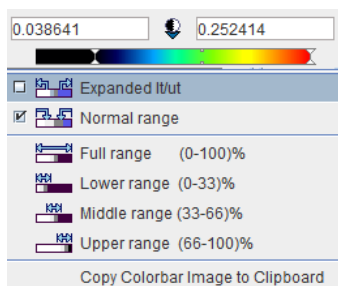 0.038641 0.252414
Expanded lt/ut
Normal range
Full range (0-100)%
Lower range (0-33)%
Middle range (33-66)%
Upper range (66-100)%
Copy Colorbar Image to Clipboard